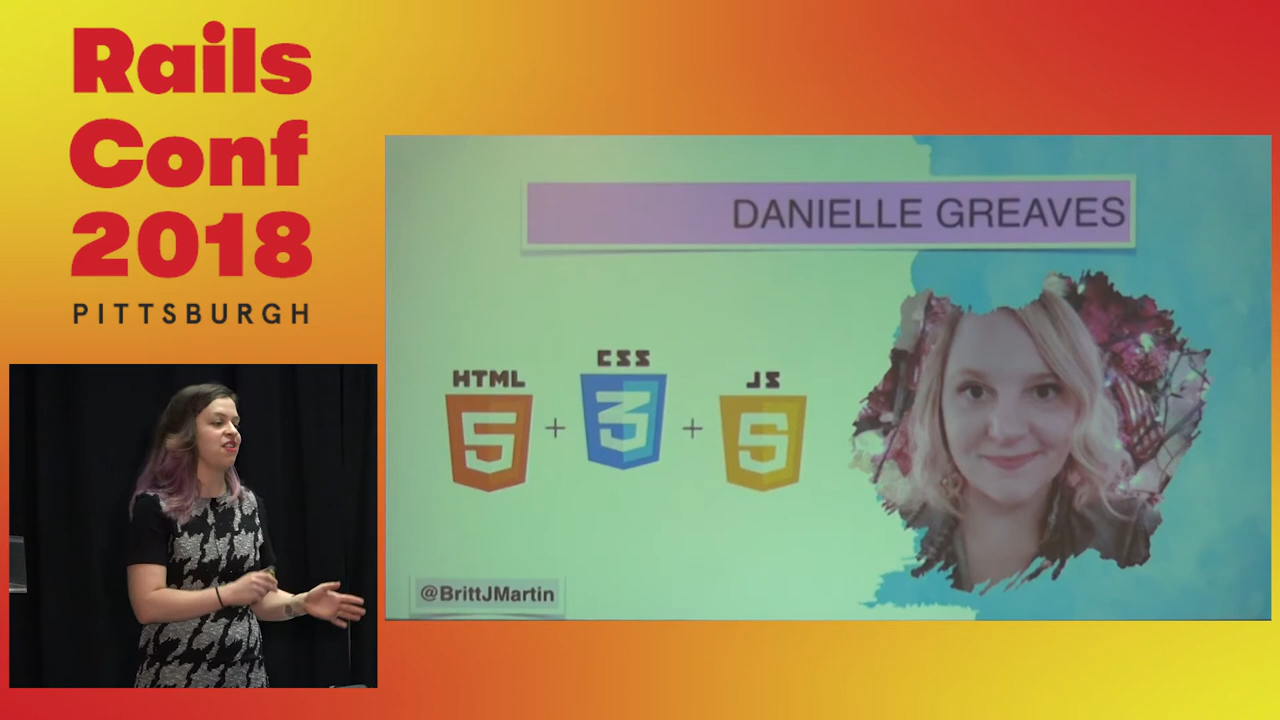 Rails
Conf
2018
PITTSBURGH
DANIELLE GREAVES
HTML
5
+
CSS
3
+
JS
5
@BrittJMartin